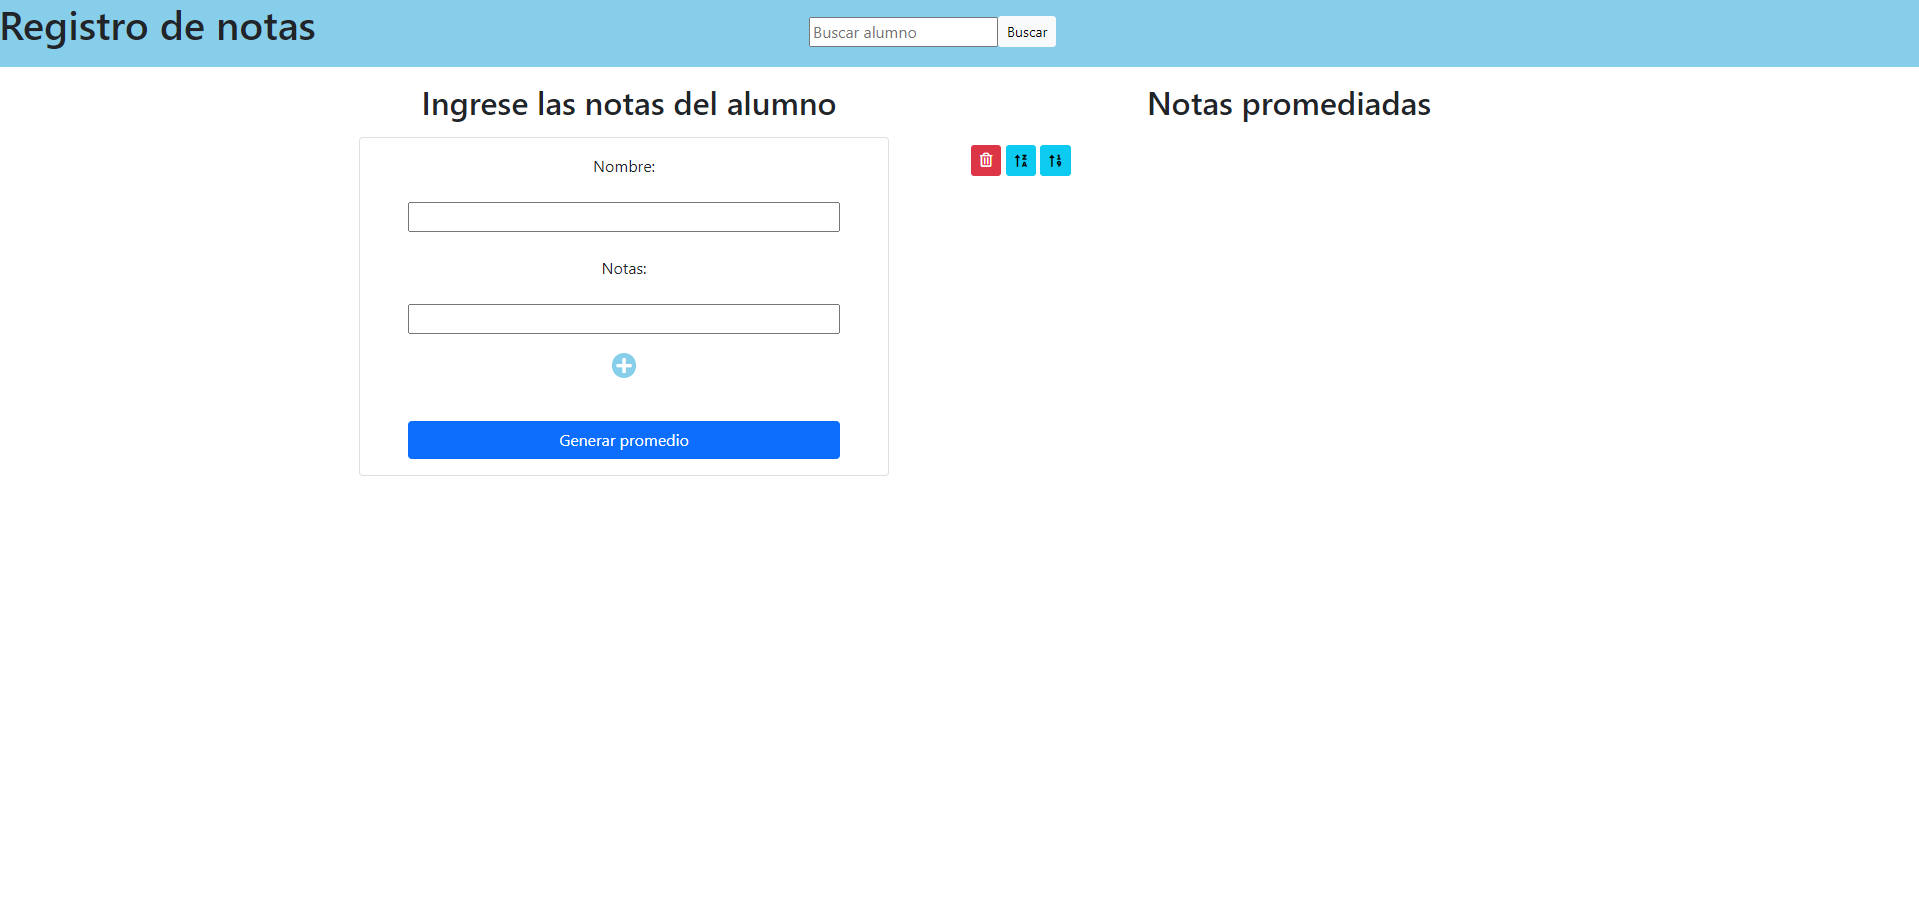 Registro de notas
Buscar alumno
Buscar
Ingrese las notas del alumno
Nombre:
Notas:
Generar promedio
Notas promediadas